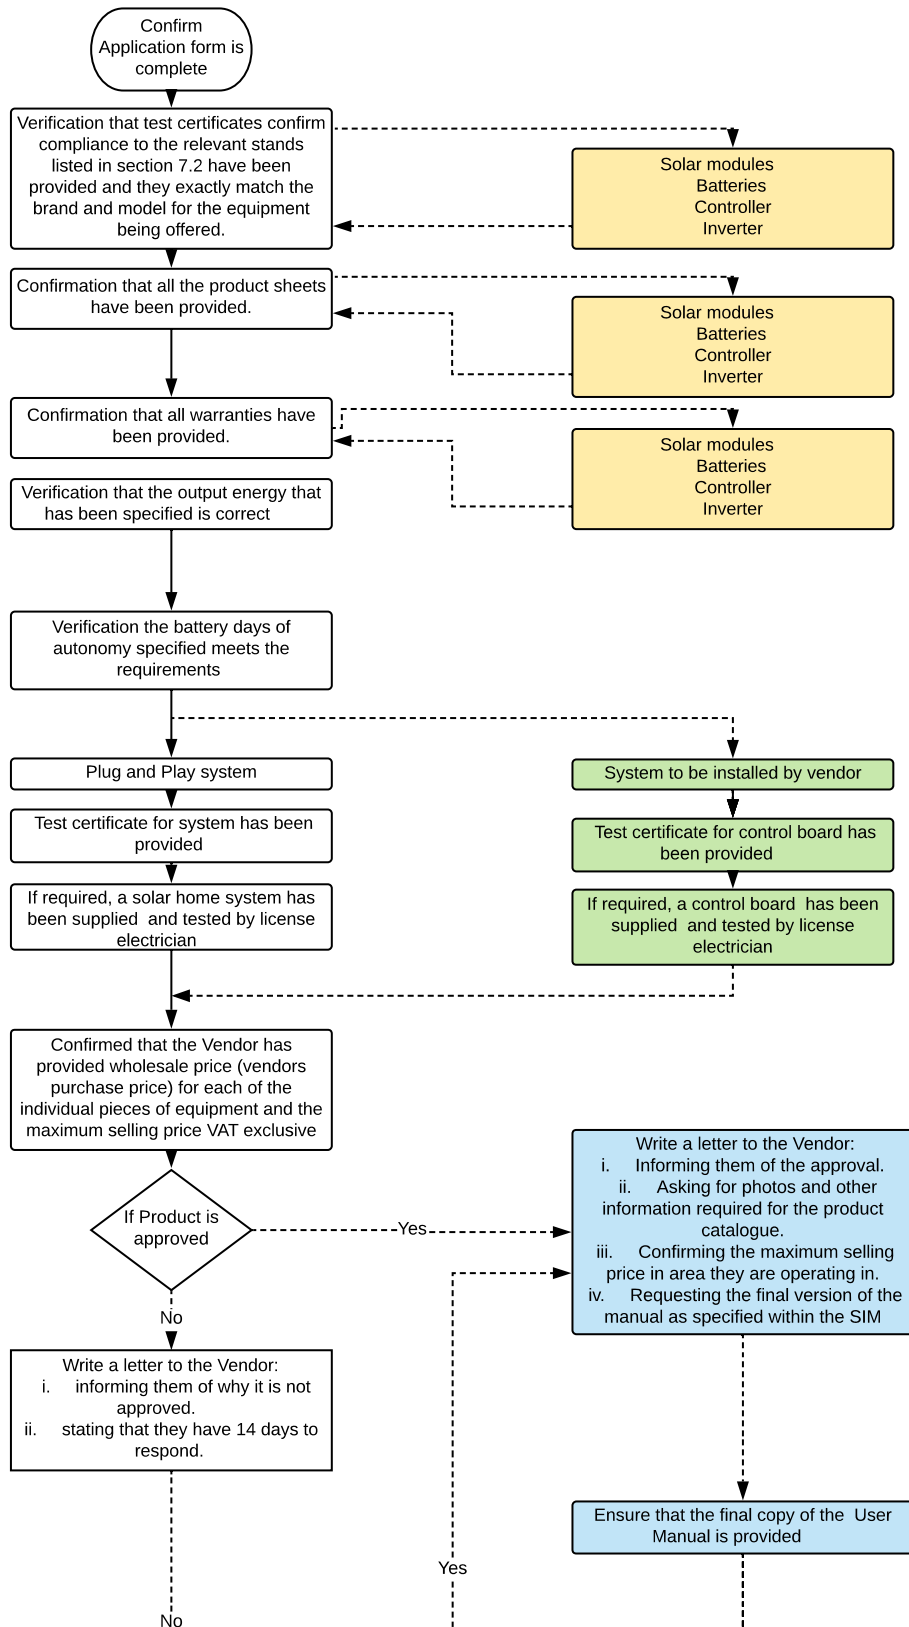 Confirm
Application form is
complete
Verification that test certificates confirm
compliance to the relevant stands
listed in section 7.2 have been
provided and they exactly match the
brand and model for the equipment
being offered.
Solar modules
Batteries
Controller
Inverter
Confirmation that all the product sheets
have been provided.
Solar modules
Batteries
Controller
Inverter
Confirmation that all warranties have
been provided.
Solar modules
Batteries
Controller
Inverter
Verification that the output energy that
has been specified is correct
Verification the battery days of
autonomy specified meets the
requirements
Plug and Play system
System to be installed by vendor
Test certificate for system has been
provided
Test certificate for control board has
been provided
If required, a solar home system has
been supplied  and tested by license
electrician
If required, a control board  has been
supplied  and tested by license
electrician
Confirmed that the Vendor has
provided wholesale price (vendors
purchase price) for each of the
individual pieces of equipment and the
maximum selling price VAT exclusive
If Product is
approved
Yes
Write a letter to the Vendor:
i.      Informing them of the approval.
ii.     Asking for photos and other
information required for the product
catalogue.
iii.     Confirming the maximum selling
price in area they are operating in.
iv.     Requesting the final version of the
manual as specified within the SIM
No
Write a letter to the Vendor:
i.     informing them of why it is not
approved.
ii.     stating that they have 14 days to
respond.
Ensure that the final copy of the  User
Manual is provided
Yes
No